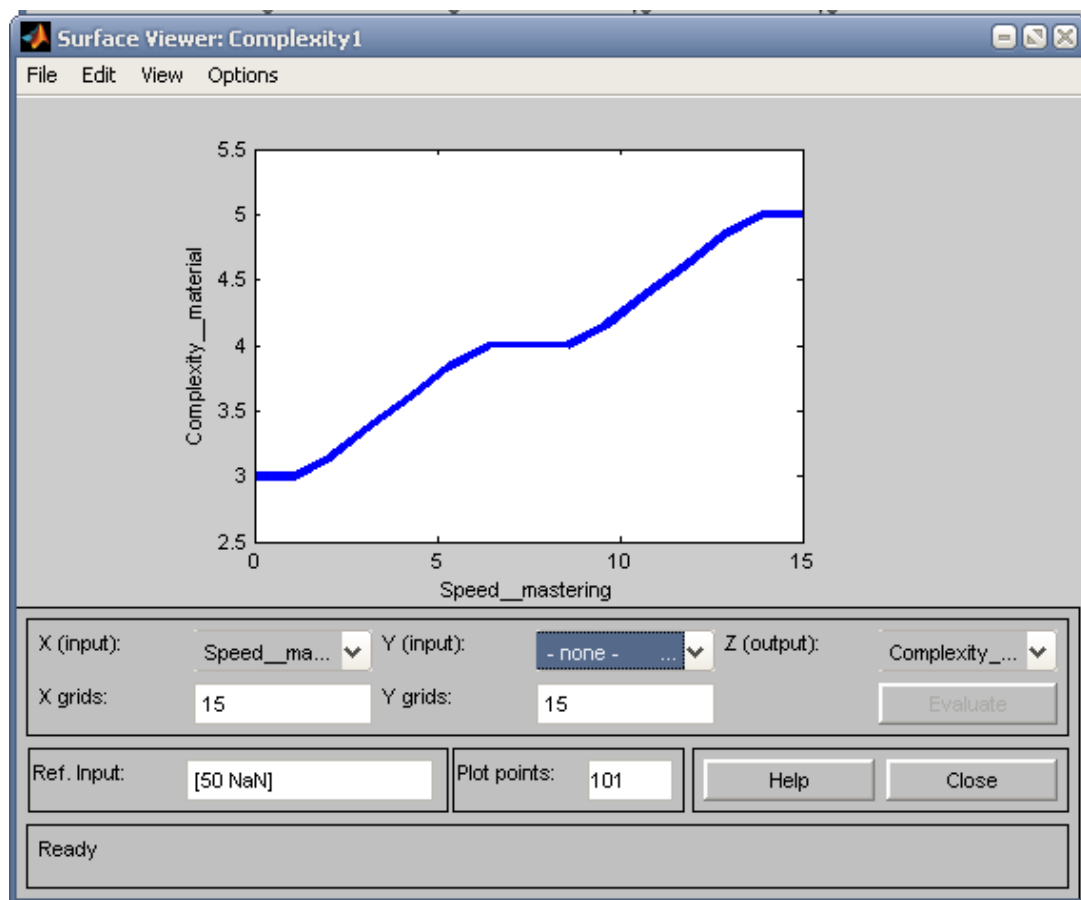 Surface Viewer: Complexity1
File Edit View Options
5.5
5
4.5
4
3.5
3
2.5
Complexity__material
0 5 10 15
Speed__mastering
X (input): Speed__ma... Y (input): - none - ... Z (output): Complexity_...
X grids: 15 Y grids: 15 Evaluate
Ref. Input: [50 NaN] Plot points: 101 Help Close
Ready